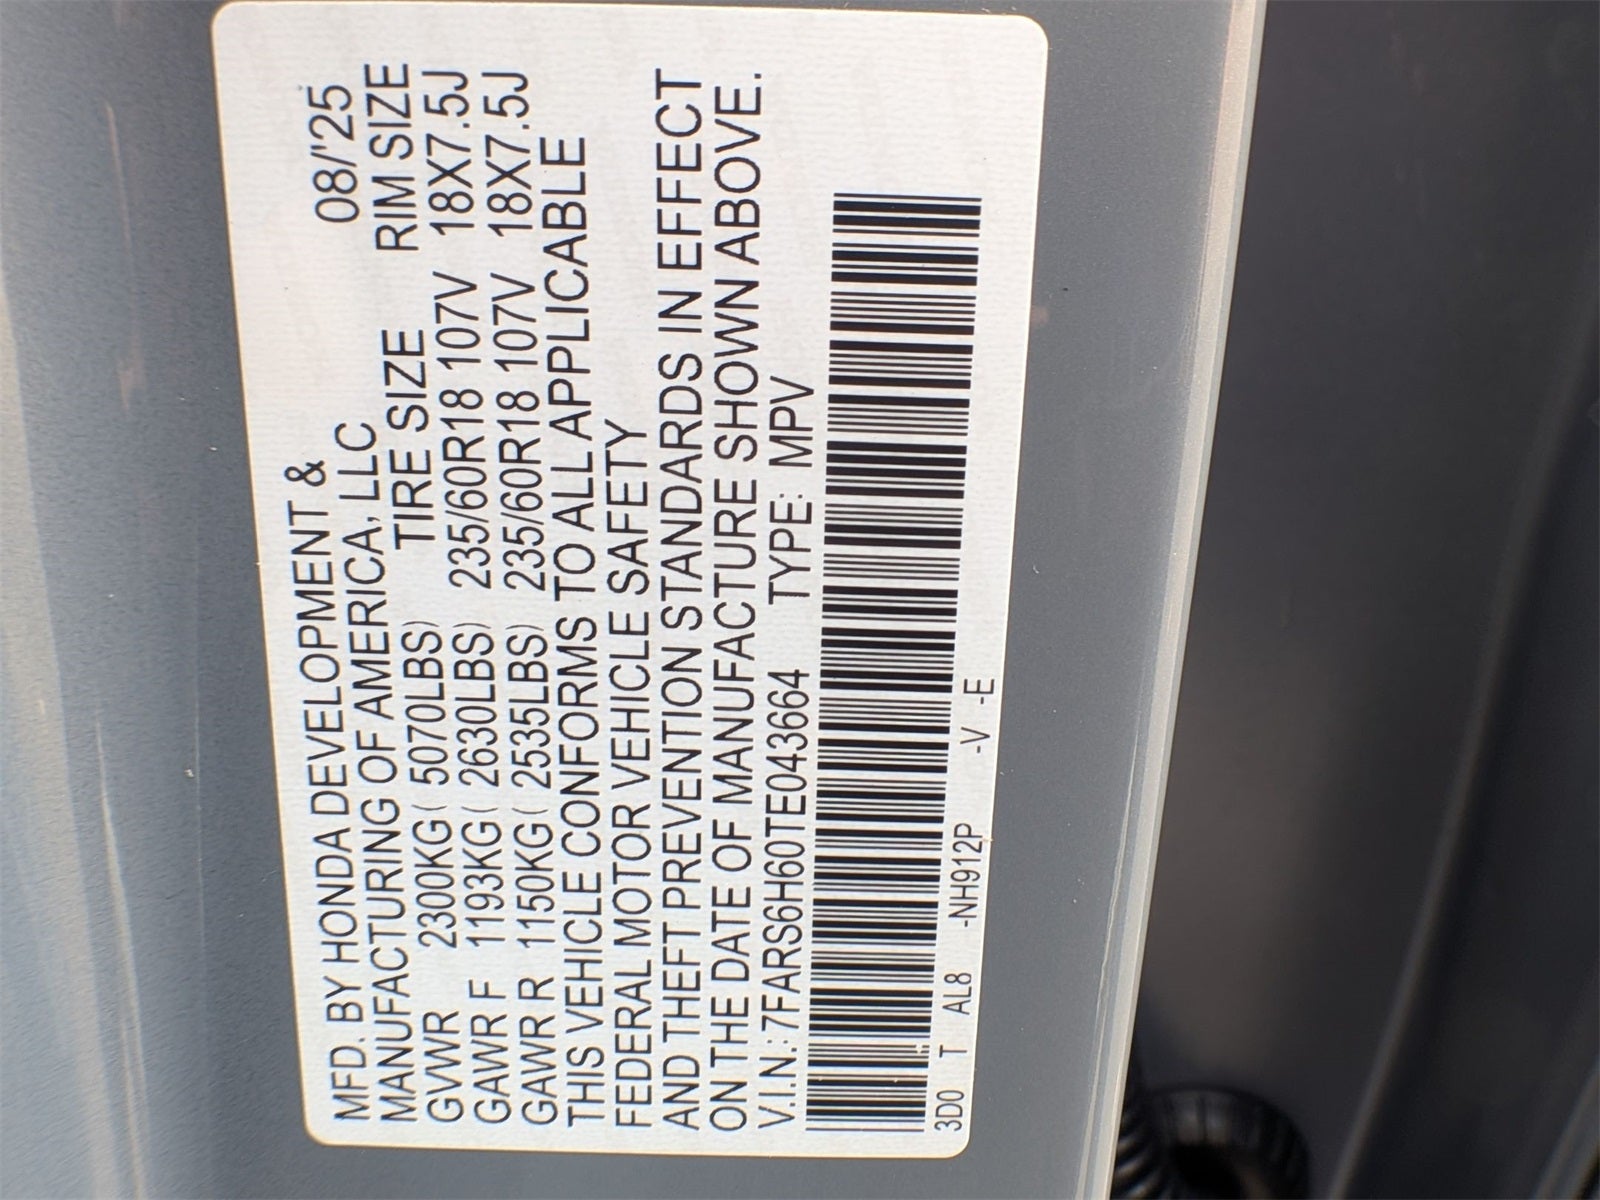 MFD. BY HONDA DEVELOPMENT & 08/'25
MANUFACTURING OF AMERICA, LLC
TIRE SIZE RIM SIZE
GVWR 2300KG( 5070LBS)
GAWR F 1193KG( 2630LBS) 235/60R18 107V 18X7.5J
GAWR R 1150KG( 2535LBS) 235/60R18 107V 18X7.5J
THIS VEHICLE CONFORMS TO ALL APPLICABLE
FEDERAL MOTOR VEHICLE SAFETY
AND THEFT PREVENTION STANDARDS IN EFFECT
ON THE DATE OF MANUFACTURE SHOWN ABOVE.
V.I.N.:7FARS6H60TE043664 TYPE: MPV
3D0 T AL8 -NH912P -V -E